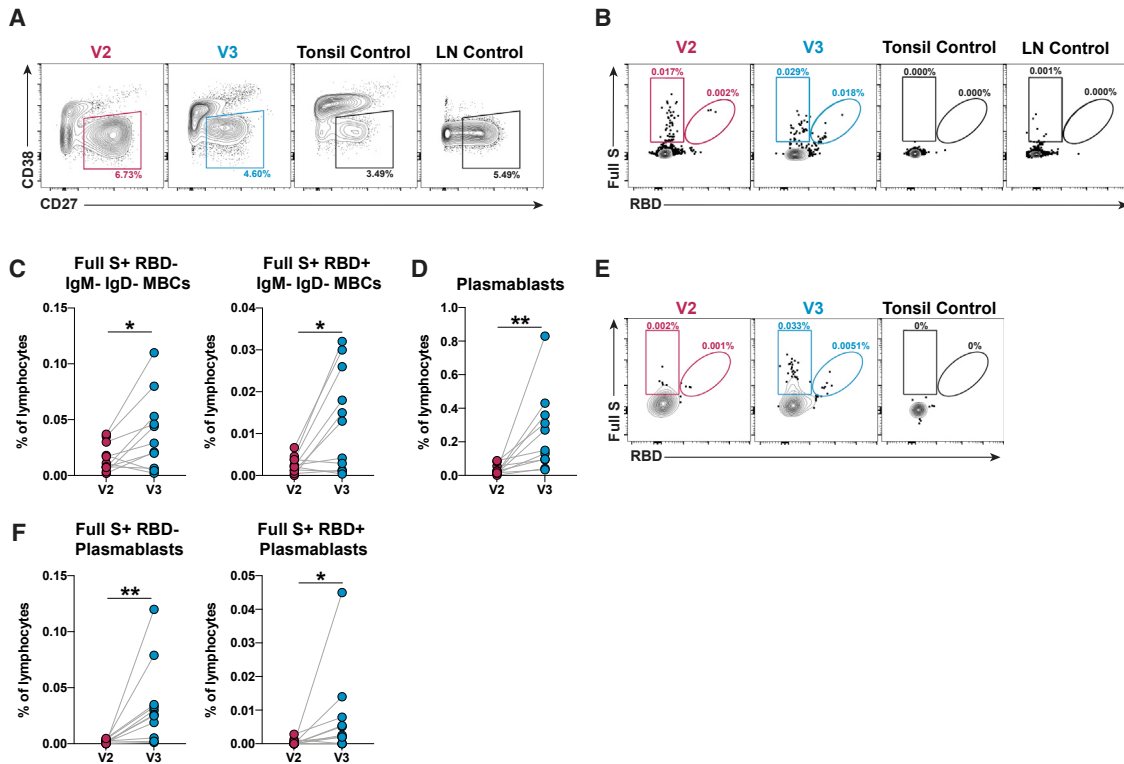 A
V2
V3
Tonsil Control
LN Control
6.73%
4.60%
3.49%
5.49%
CD38
CD27
B
V2
V3
Tonsil Control
LN Control
0.017%
0.002%
0.029%
0.018%
0.000%
0.000%
0.001%
0.000%
Full S
RBD
C
Full S+ RBD-
IgM- IgD- MBCs
% of lymphocytes
0.15
0.10
0.05
0.00
*
V2
V3
Full S+ RBD+
IgM- IgD- MBCs
% of lymphocytes
0.04
0.03
0.02
0.01
0.00
*
V2
V3
D
Plasmablasts
% of lymphocytes
1.0
0.8
0.6
0.4
0.2
0.0
**
V2
V3
E
V2
V3
Tonsil Control
0.002%
0.001%
0.033%
0.0051%
0%
0%
Full S
RBD
F
Full S+ RBD-
Plasmablasts
% of lymphocytes
0.15
0.10
0.05
0.00
**
V2
V3
Full S+ RBD+
Plasmablasts
% of lymphocytes
0.05
0.04
0.03
0.02
0.01
0.00
*
V2
V3